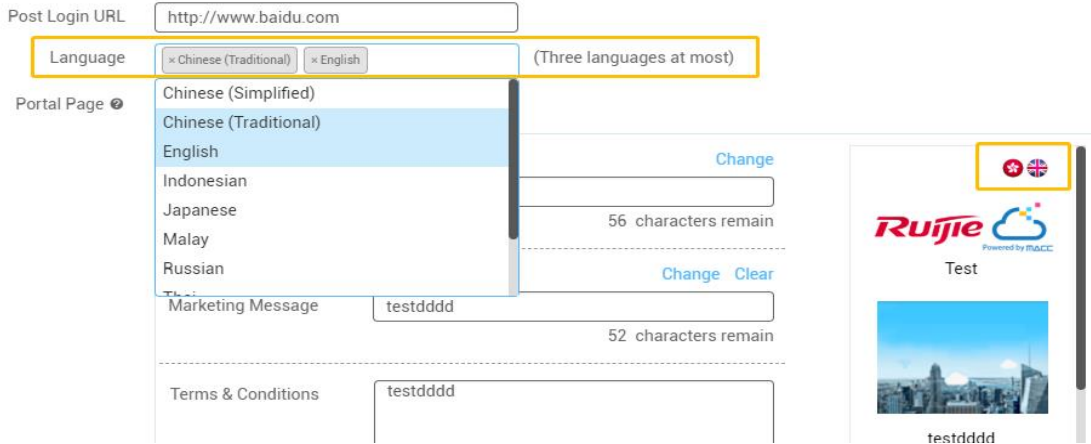 Post Login URL http://www.baidu.com
Language × Chinese (Traditional) × English (Three languages at most)
Portal Page
Chinese (Simplified)
Chinese (Traditional)
English
Indonesian
Japanese
Malay
Russian
Change
56 characters remain
Change Clear
Marketing Message testdddd
52 characters remain
Terms & Conditions testdddd
Ruijie
Powered by MACC
Test
testdddd